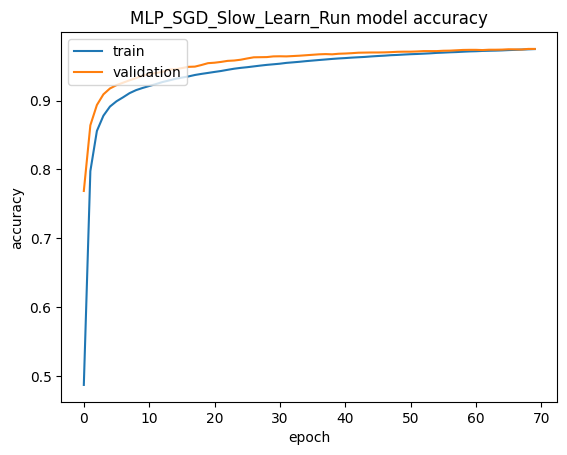 MLP_SGD_Slow_Learn_Run model accuracy
train
validation
accuracy
0.9
0.8
0.7
0.6
0.5
0 10 20 30 40 50 60 70
epoch